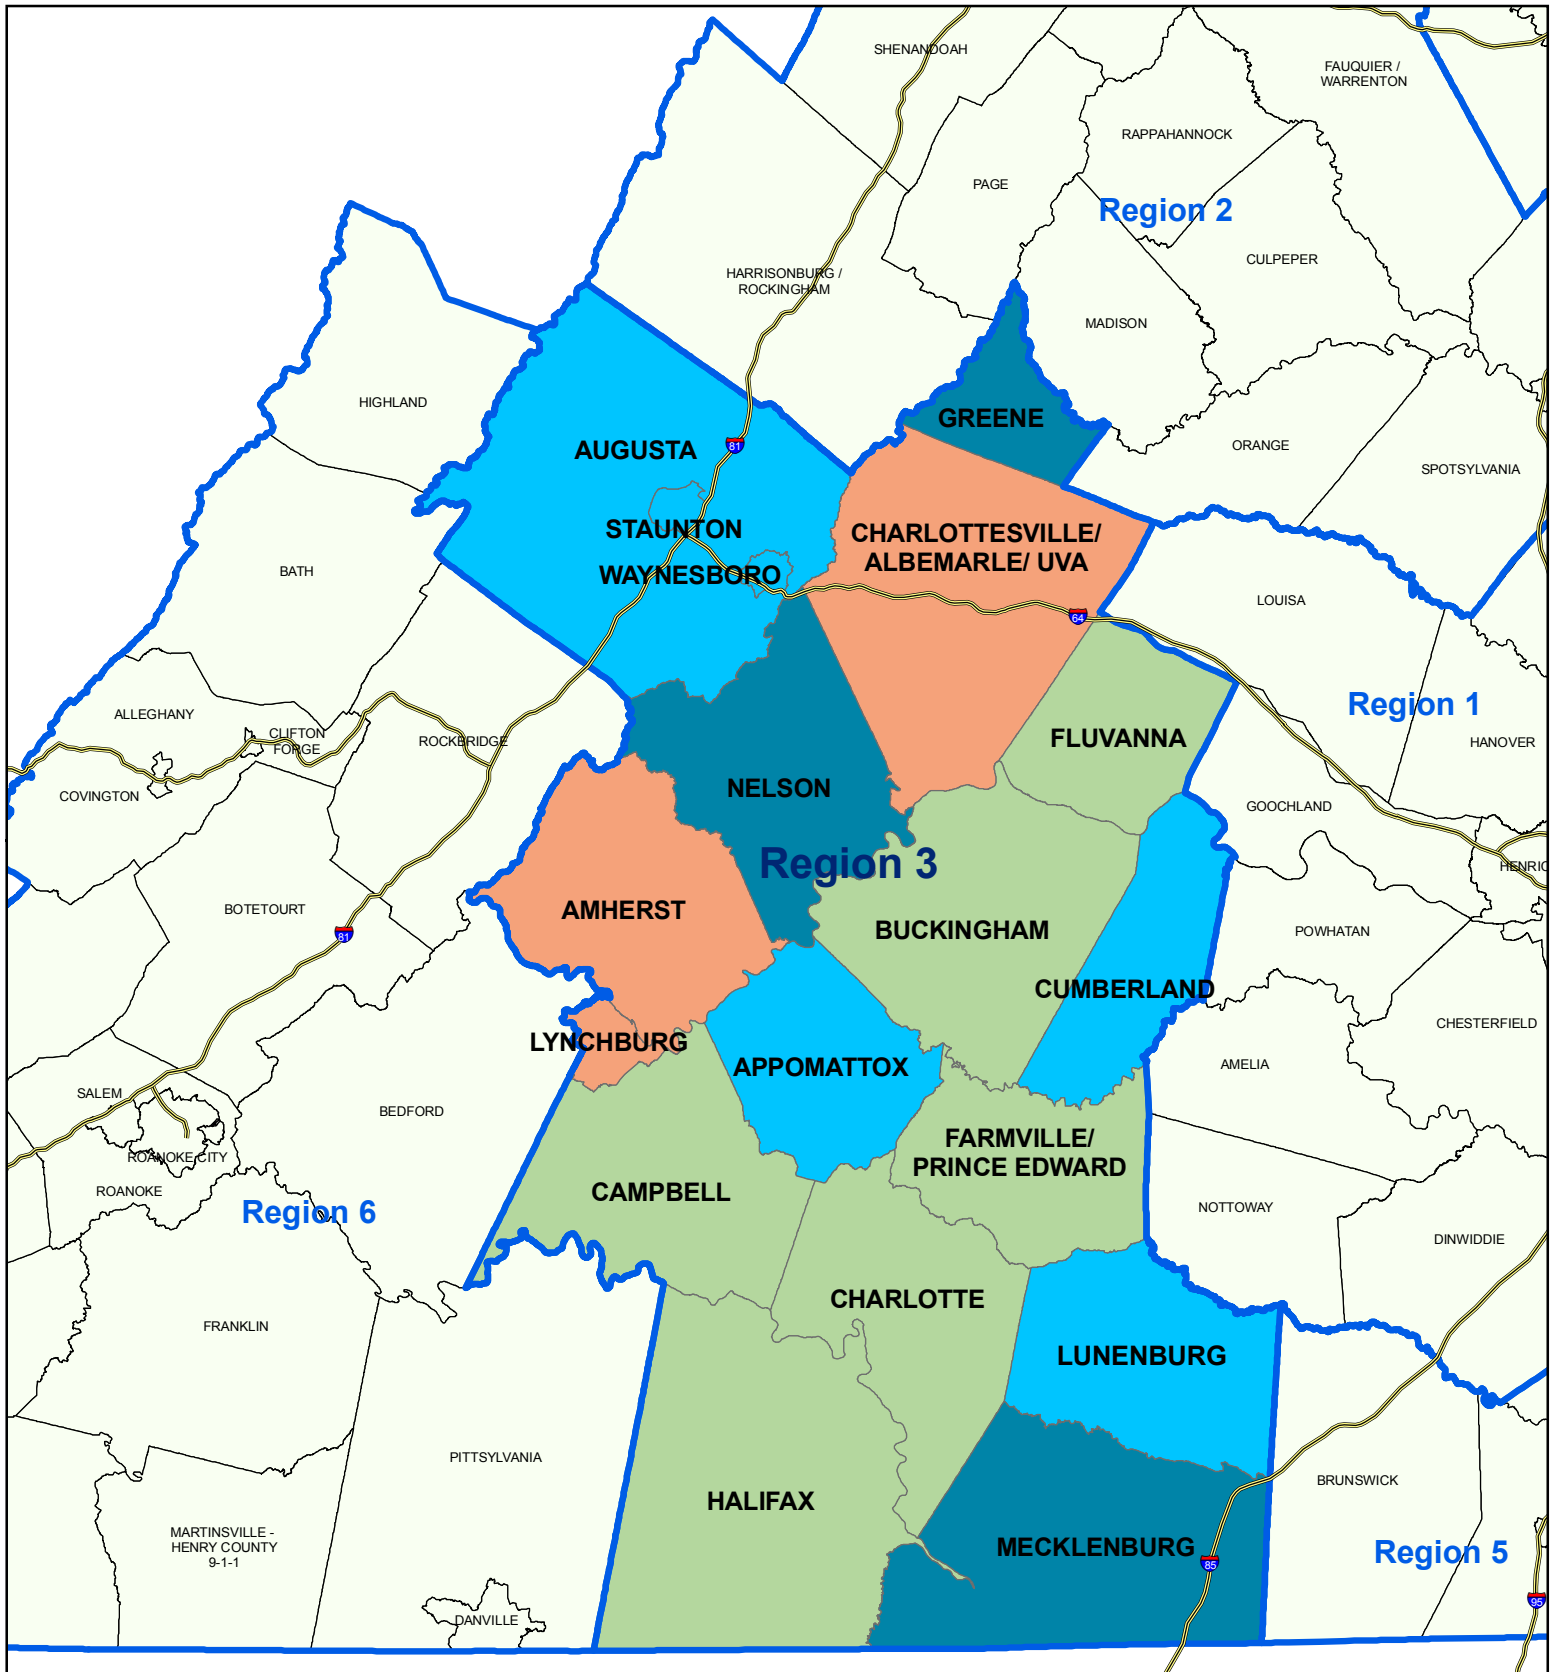 SHENANDOAH
FAUQUIER /
WARRENTON
RAPPAHANNOCK
PAGE
Region 2
CULPEPER
HARRISONBURG /
ROCKINGHAM
MADISON
HIGHLAND
GREENE
ORANGE
AUGUSTA
81
SPOTSYLVANIA
STAUNTON
CHARLOTTESVILLE/
ALBEMARLE/ UVA
WAYNESBORO
BATH
LOUISA
64
Region 1
ALLEGHANY
CLIFTON
FORGE
ROCKBRIDGE
FLUVANNA
HANOVER
COVINGTON
NELSON
GOOCHLAND
Region 3
HENRIC
BOTETOURT
AMHERST
81
BUCKINGHAM
POWHATAN
CUMBERLAND
CHESTERFIELD
LYNCHBURG
APPOMATTOX
AMELIA
SALEM
BEDFORD
FARMVILLE/
PRINCE EDWARD
ROANOKE CITY
ROANOKE
CAMPBELL
Region 6
NOTTOWAY
DINWIDDIE
CHARLOTTE
FRANKLIN
LUNENBURG
PITTSYLVANIA
BRUNSWICK
HALIFAX
MARTINSVILLE -
HENRY COUNTY
9-1-1
MECKLENBURG
85
Region 5
95
DANVILLE